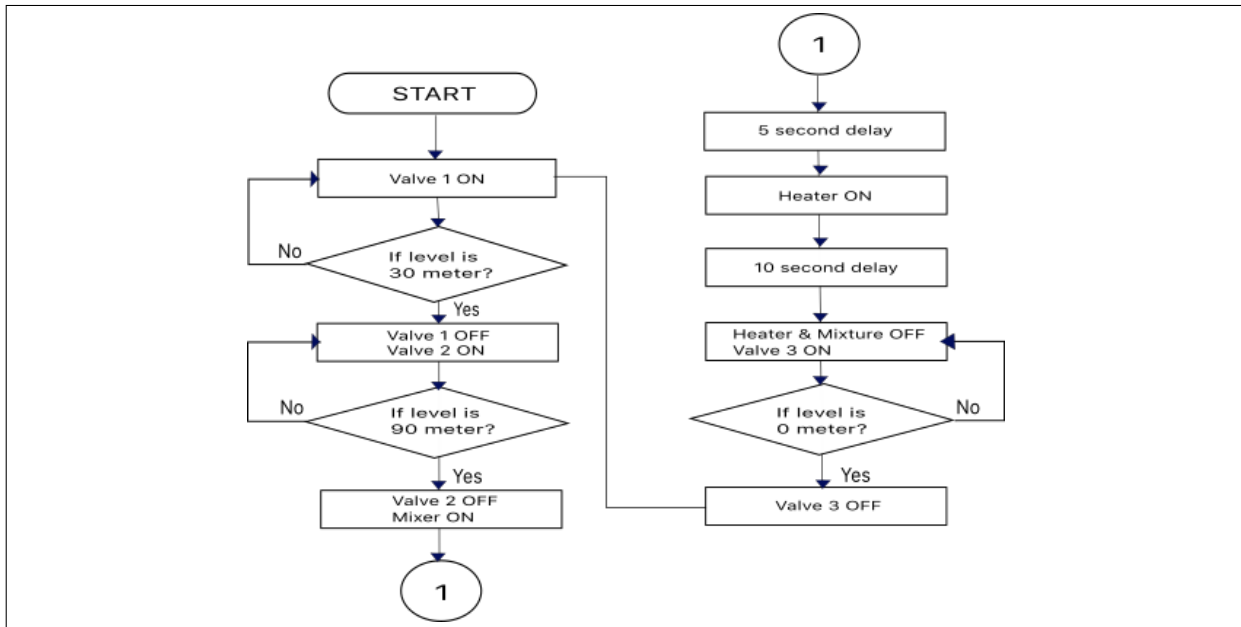 START
Valve 1 ON
No
If level is
30 meter?
Yes
Valve 1 OFF
Valve 2 ON
No
If level is
90 meter?
Yes
Valve 2 OFF
Mixer ON
1
1
5 second delay
Heater ON
10 second delay
Heater & Mixture OFF
Valve 3 ON
If level is
0 meter?
No
Yes
Valve 3 OFF